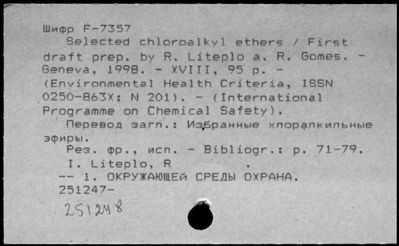 Шифр F-7357
Selected chloroalkyl ethers / First
draft prep. by R. Liteplo a. R. Gomes. -
Geneva, 1998. - XVIII, 95 p. -
(Environmental Health Criteria, ISSN
0250-863X; N 201). - (International
Programme on Chemical Safety).
Перевод загл.: Избранные хлоралкильные
эфиры.
Рез. фр., исп. - Bibliogr.: p. 71-79.
I. Liteplo, R .
-- 1. ОКРУЖАЮЩЕЙ СРЕДЫ ОХРАНА.
251247-
251248